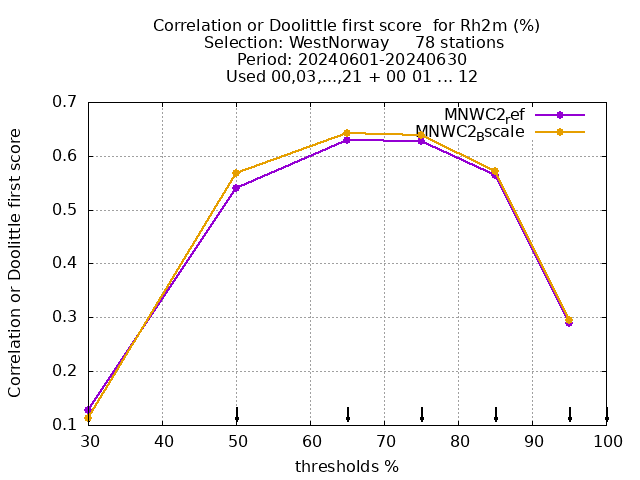 Correlation or Doolittle first score  for Rh2m (%)
Selection: WestNorway     78 stations
Period: 20240601-20240630
Used 00,03,...,21 + 00 01 ... 12
Correlation or Doolittle first score
0.7
0.6
0.5
0.4
0.3
0.2
0.1
MNWC2ref
MNWC2Bscale
30 40 50 60 70 80 90 100
thresholds %